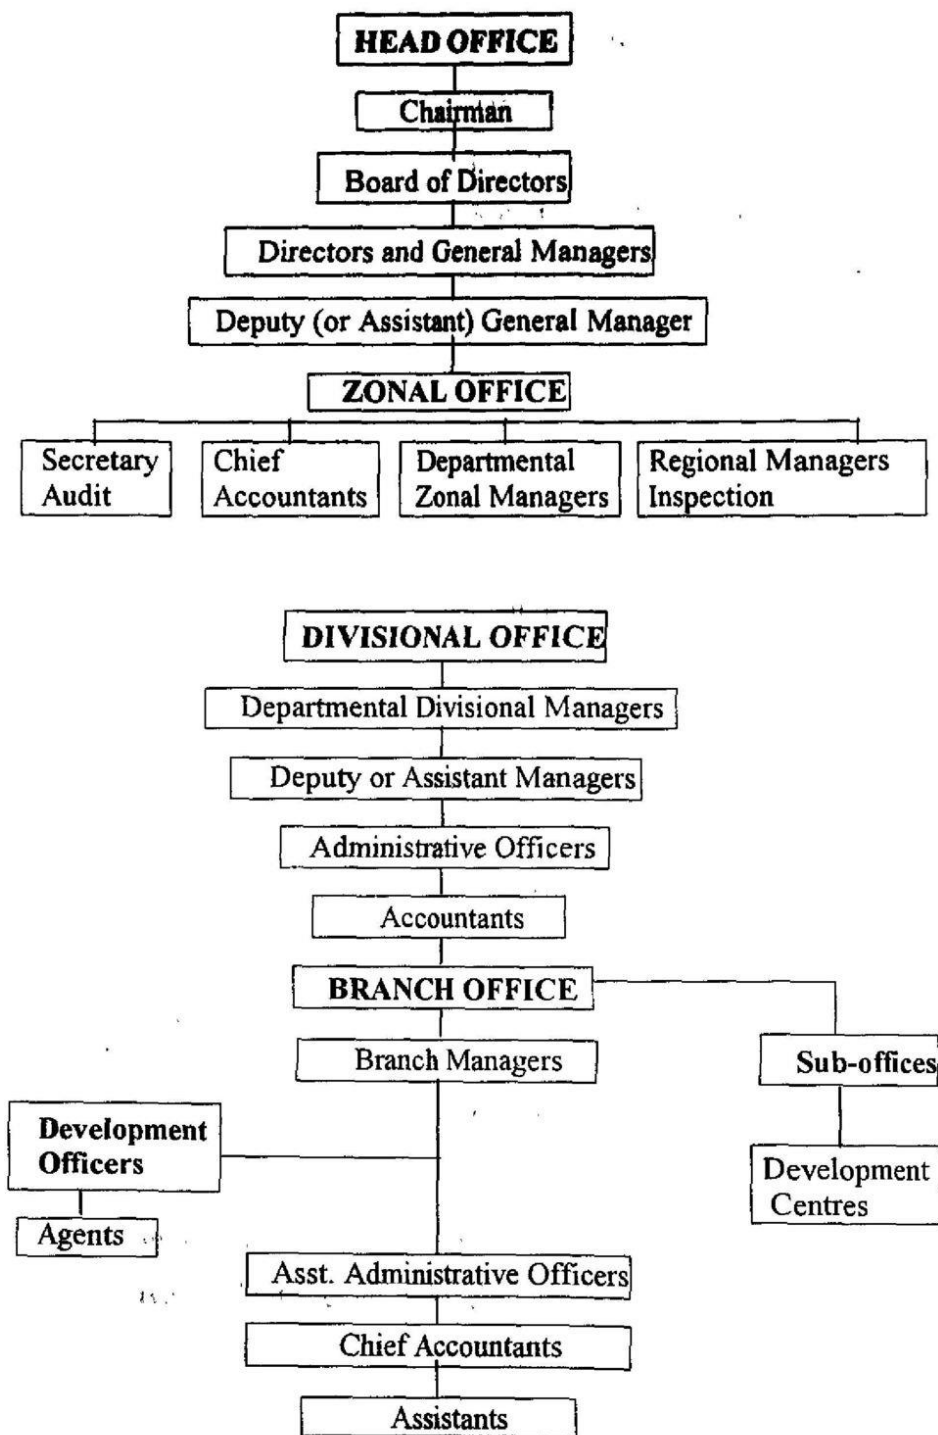 HEAD OFFICE
Chairman
Board of Directors
Directors and General Managers
Deputy (or Assistant) General Manager
ZONAL OFFICE
Secretary
Audit
Chief
Accountants
Departmental
Zonal Managers
Regional Managers
Inspection
DIVISIONAL OFFICE
Departmental Divisional Managers
Deputy or Assistant Managers
Administrative Officers
Accountants
BRANCH OFFICE
Branch Managers
Sub-offices
Development
Officers
Development
Centres
Agents
Asst. Administrative Officers
Chief Accountants
Assistants